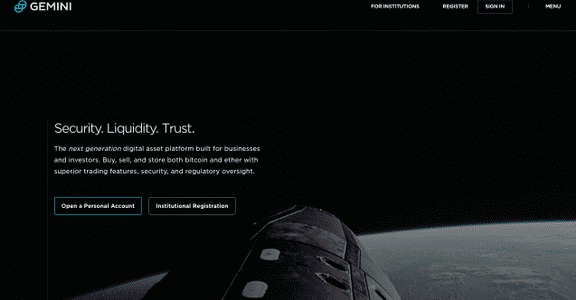 GEMINI
FOR INSTITUTIONS REGISTER SIGN IN MENU
Security. Liquidity. Trust.
The next generation digital asset platform built for businesses
and investors. Buy, sell, and store both bitcoin and ether with
superior trading features, security, and regulatory oversight.
Open a Personal Account Institutional Registration